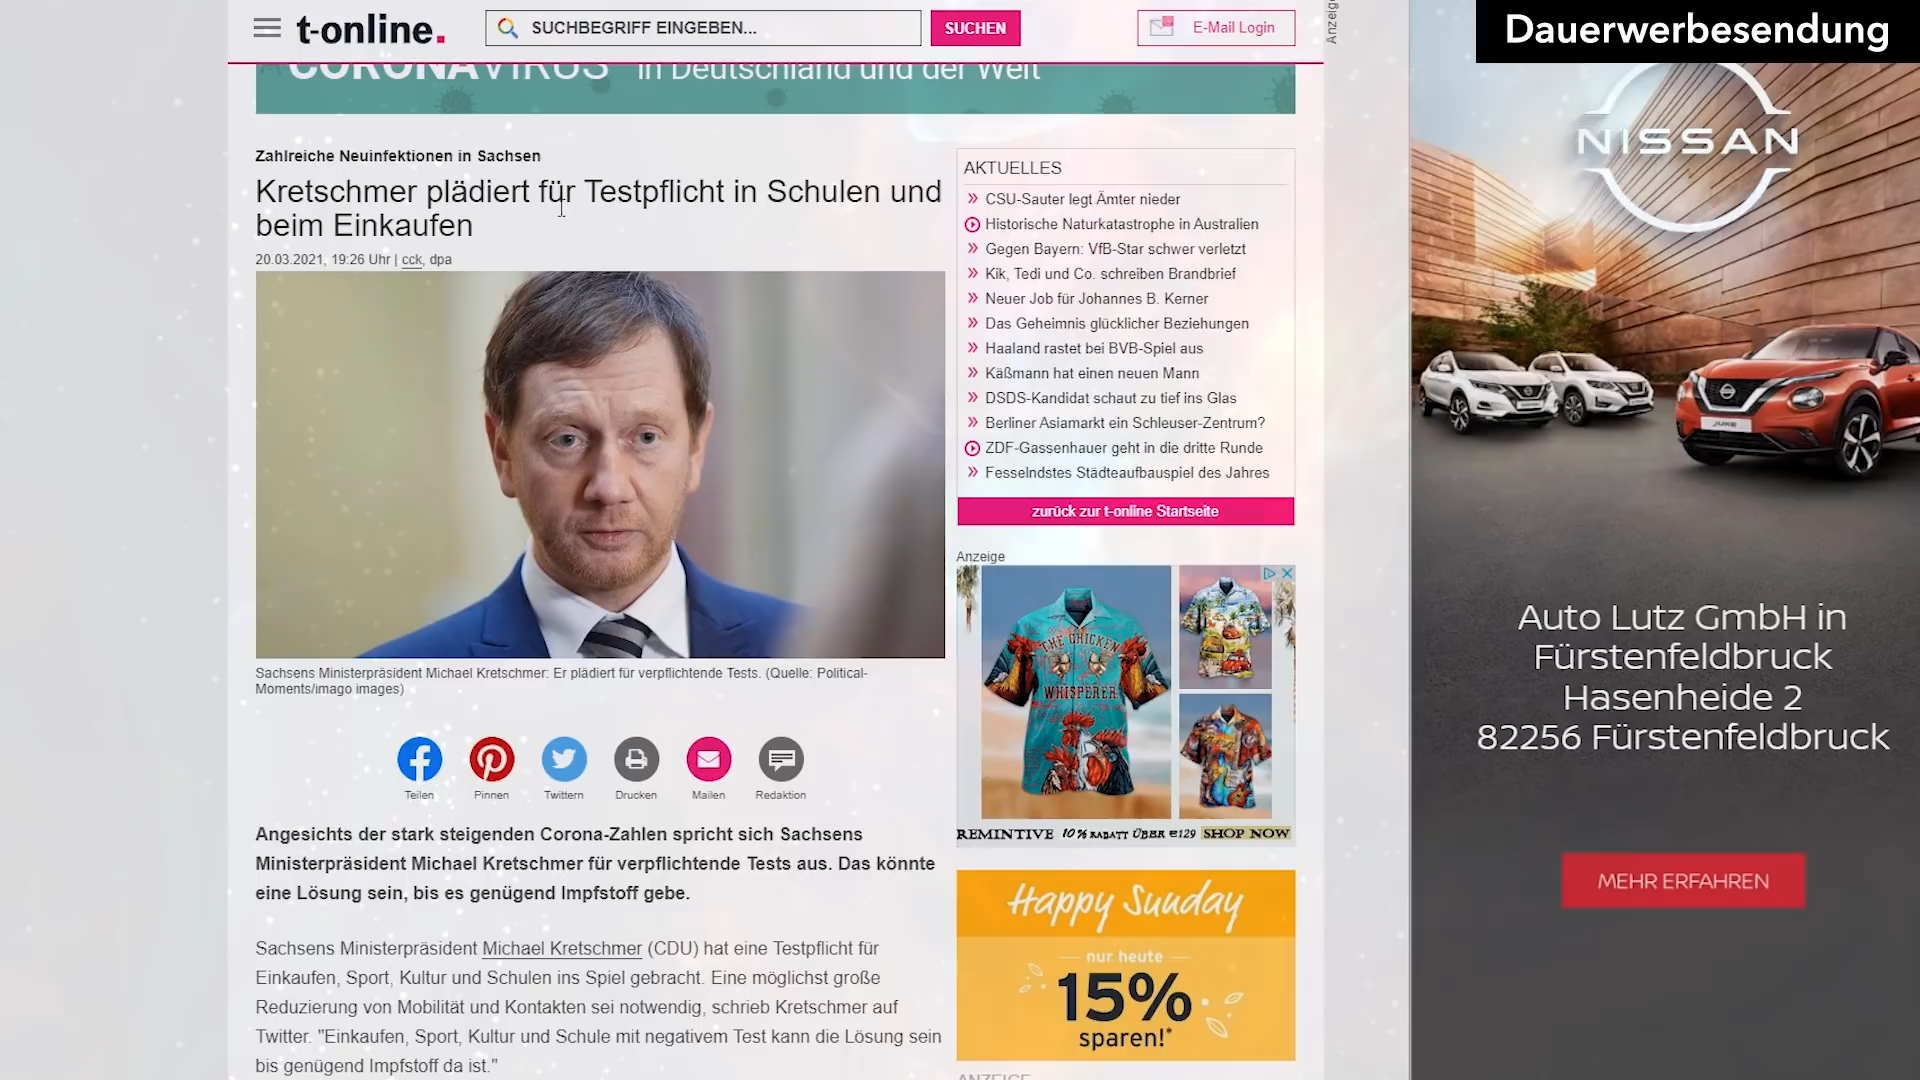 t-online.
SUCHBEGRIFF EINGEBEN...
SUCHEN
E-Mail Login
Anzeige
Dauerwerbesendung
CORONAVIRUS in Deutschland und der Welt
Zahlreiche Neuinfektionen in Sachsen
Kretschmer plädiert für Testpflicht in Schulen und
beim Einkaufen
20.03.2021, 19:26 Uhr | cck, dpa
Sachsens Ministerpräsident Michael Kretschmer: Er plädiert für verpflichtende Tests. (Quelle: Political-
Moments/imago images)
Teilen
Pinnen
Twittern
Drucken
Mailen
Redaktion
Angesichts der stark steigenden Corona-Zahlen spricht sich Sachsens
Ministerpräsident Michael Kretschmer für verpflichtende Tests aus. Das könnte
eine Lösung sein, bis es genügend Impfstoff gebe.
Sachsens Ministerpräsident Michael Kretschmer (CDU) hat eine Testpflicht für
Einkaufen, Sport, Kultur und Schulen ins Spiel gebracht. Eine möglichst große
Reduzierung von Mobilität und Kontakten sei notwendig, schrieb Kretschmer auf
Twitter. "Einkaufen, Sport, Kultur und Schule mit negativem Test kann die Lösung sein
bis genügend Impfstoff da ist."
AKTUELLES
CSU-Sauter legt Ämter nieder
Historische Naturkatastrophe in Australien
Gegen Bayern: VfB-Star schwer verletzt
Kik, Tedi und Co. schreiben Brandbrief
Neuer Job für Johannes B. Kerner
Das Geheimnis glücklicher Beziehungen
Haaland rastet bei BVB-Spiel aus
Käßmann hat einen neuen Mann
DSDS-Kandidat schaut zu tief ins Glas
Berliner Asiamarkt ein Schleuser-Zentrum?
ZDF-Gassenhauer geht in die dritte Runde
Fesselndstes Städteaufbauspiel des Jahres
zurück zur t-online Startseite
Anzeige
THE CHICKEN
WHISPERER
REMINTIVE 10% RABATT ÜBER €129 SHOP NOW
Happy Sunday
nur heute
15%
sparen!*
ANZEIGE
NISSAN
JUKE
Auto Lutz GmbH in
Fürstenfeldbruck
Hasenheide 2
82256 Fürstenfeldbruck
MEHR ERFAHREN